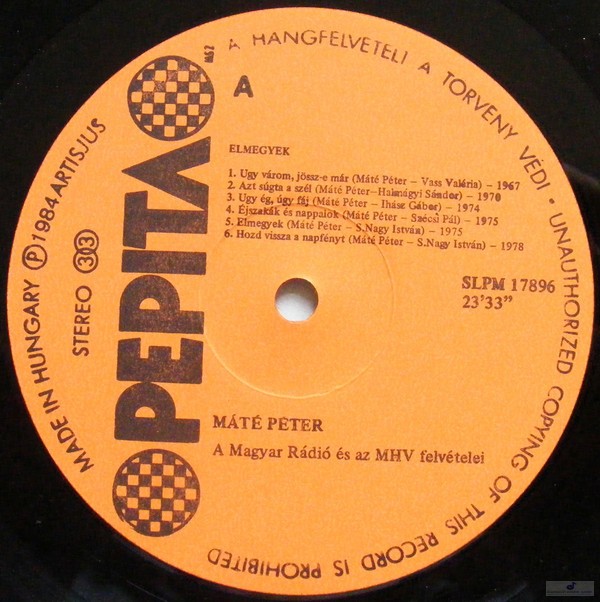 A HANGFELVÉTELT A TÖRVÉNY VÉDI • UNAUTHORIZED COPYING OF THIS RECORD IS PROHIBITED
MADE IN HUNGARY Ⓟ 1984 ARTISJUS
STEREO 303
PEPITA
MSZ
A
ELMEGYEK
1. Ugy várom, jössz-e már (Máté Péter – Vass Valéria) – 1967
2. Azt súgta a szél (Máté Péter–Halmágyi Sándor) – 1970
3. Ugy ég, úgy fáj (Máté Péter – Ihász Gábor) – 1974
4. Éjszakák és nappalok (Máté Péter – Szécsi Pál) – 1975
5. Elmegyek (Máté Péter – S.Nagy István) – 1975
6. Hozd vissza a napfényt (Máté Péter – S.Nagy István) – 1978
SLPM 17896
23'33"
MÁTÉ PÉTER
A Magyar Rádió és az MHV felvételei